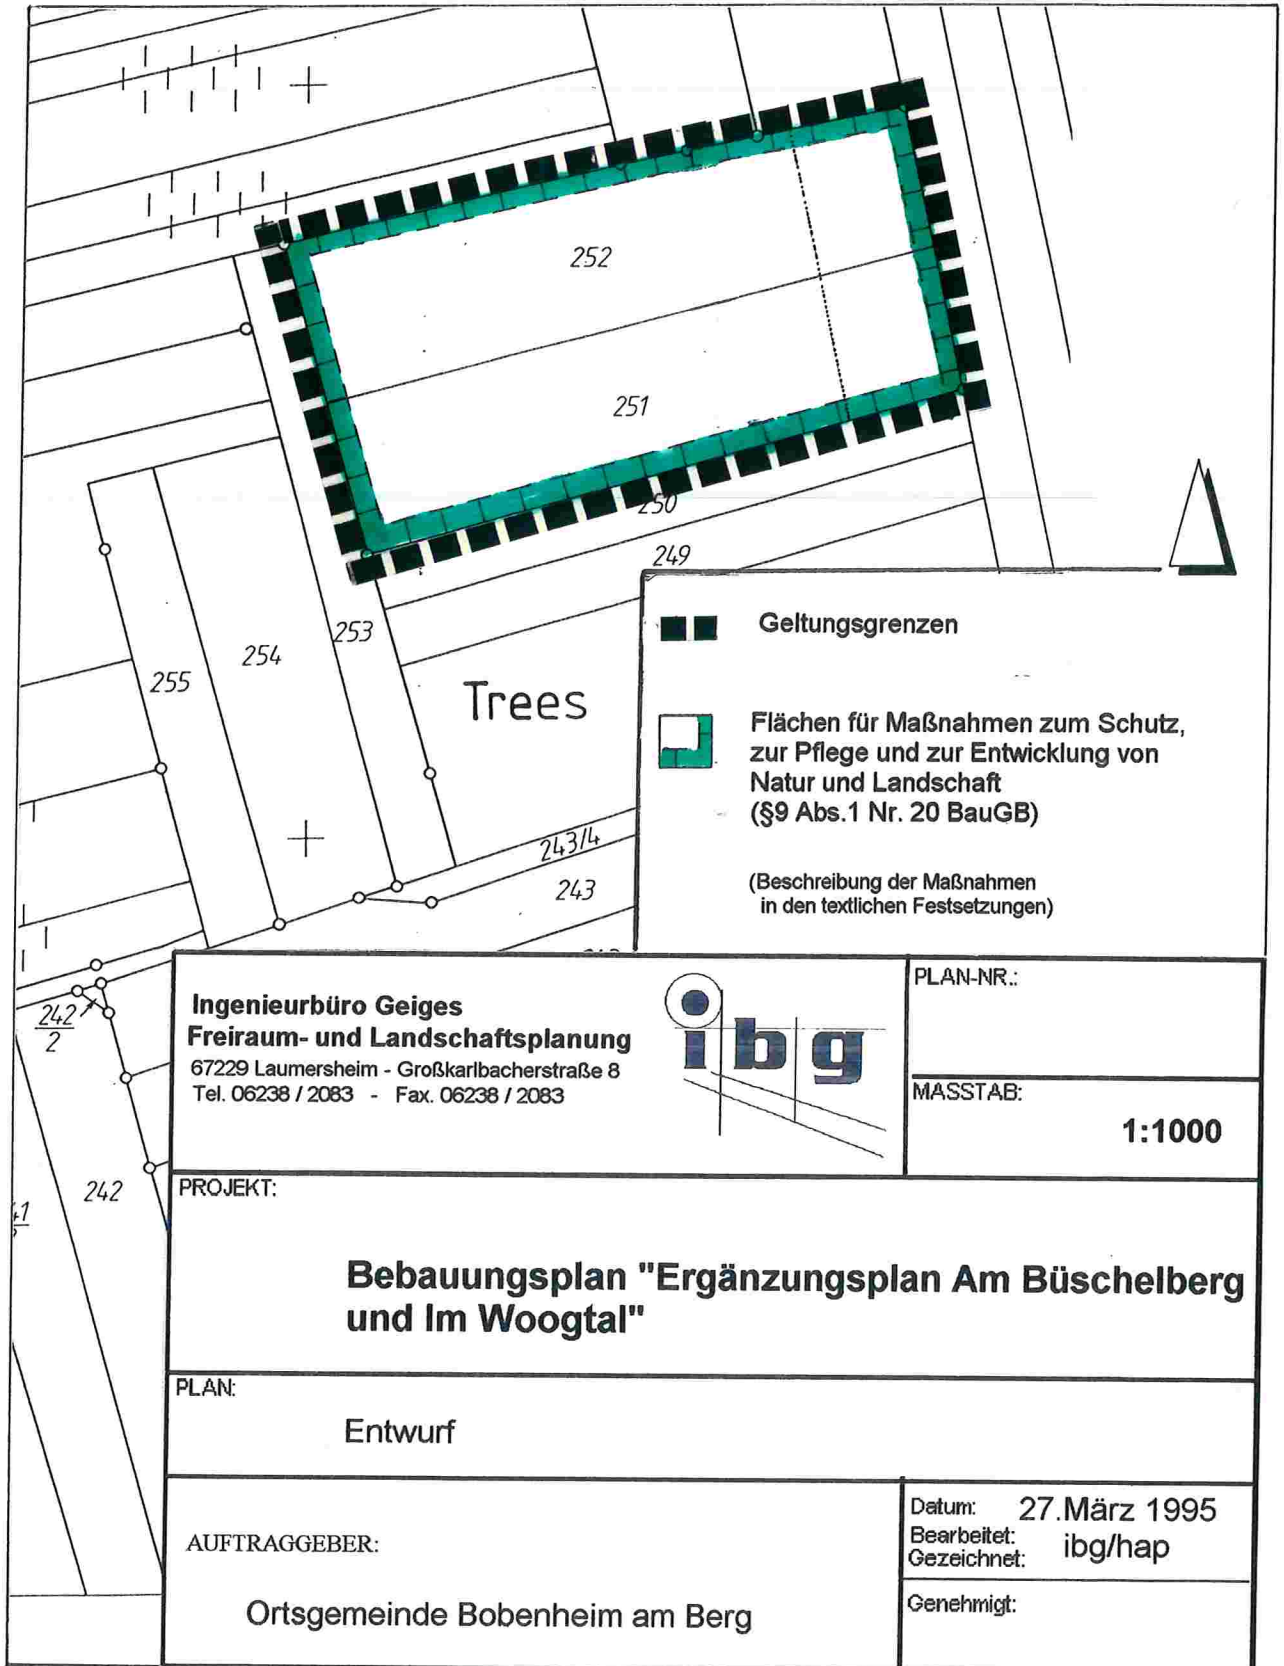 252
251
250
249
253
254
255
Trees
243/4
243
242
2
242
Geltungsgrenzen
Flächen für Maßnahmen zum Schutz,
zur Pflege und zur Entwicklung von
Natur und Landschaft
(§9 Abs.1 Nr. 20 BauGB)
(Beschreibung der Maßnahmen
in den textlichen Festsetzungen)
Ingenieurbüro Geiges
Freiraum- und Landschaftsplanung
67229 Laumersheim - Großkarlbacherstraße 8
Tel. 06238 / 2083 - Fax. 06238 / 2083
ibg
PLAN-NR.:
MASSTAB:
1:1000
PROJEKT:
Bebauungsplan "Ergänzungsplan Am Büschelberg
und Im Woogtal"
PLAN:
Entwurf
AUFTRAGGEBER:
Ortsgemeinde Bobenheim am Berg
Datum: 27.März 1995
Bearbeitet:
Gezeichnet: ibg/hap
Genehmigt: